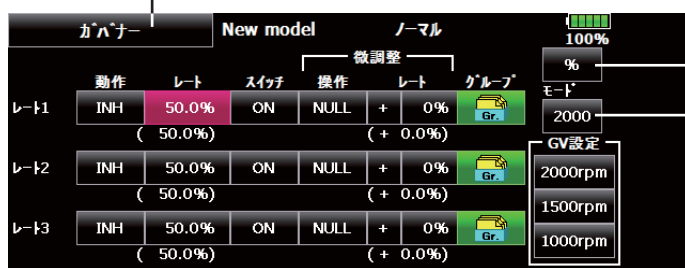 ガバナー New model ノーマル 100%
微調整 %
動作 レート スイッチ 操作 レート グループ モード
レート1 INH 50.0% ON NULL + 0% Gr. 2000
( 50.0%) (+ 0.0%) GV設定
レート2 INH 50.0% ON NULL + 0% Gr. 2000rpm
( 50.0%) (+ 0.0%) 1500rpm
レート3 INH 50.0% ON NULL + 0% Gr. 1000rpm
( 50.0%) (+ 0.0%)